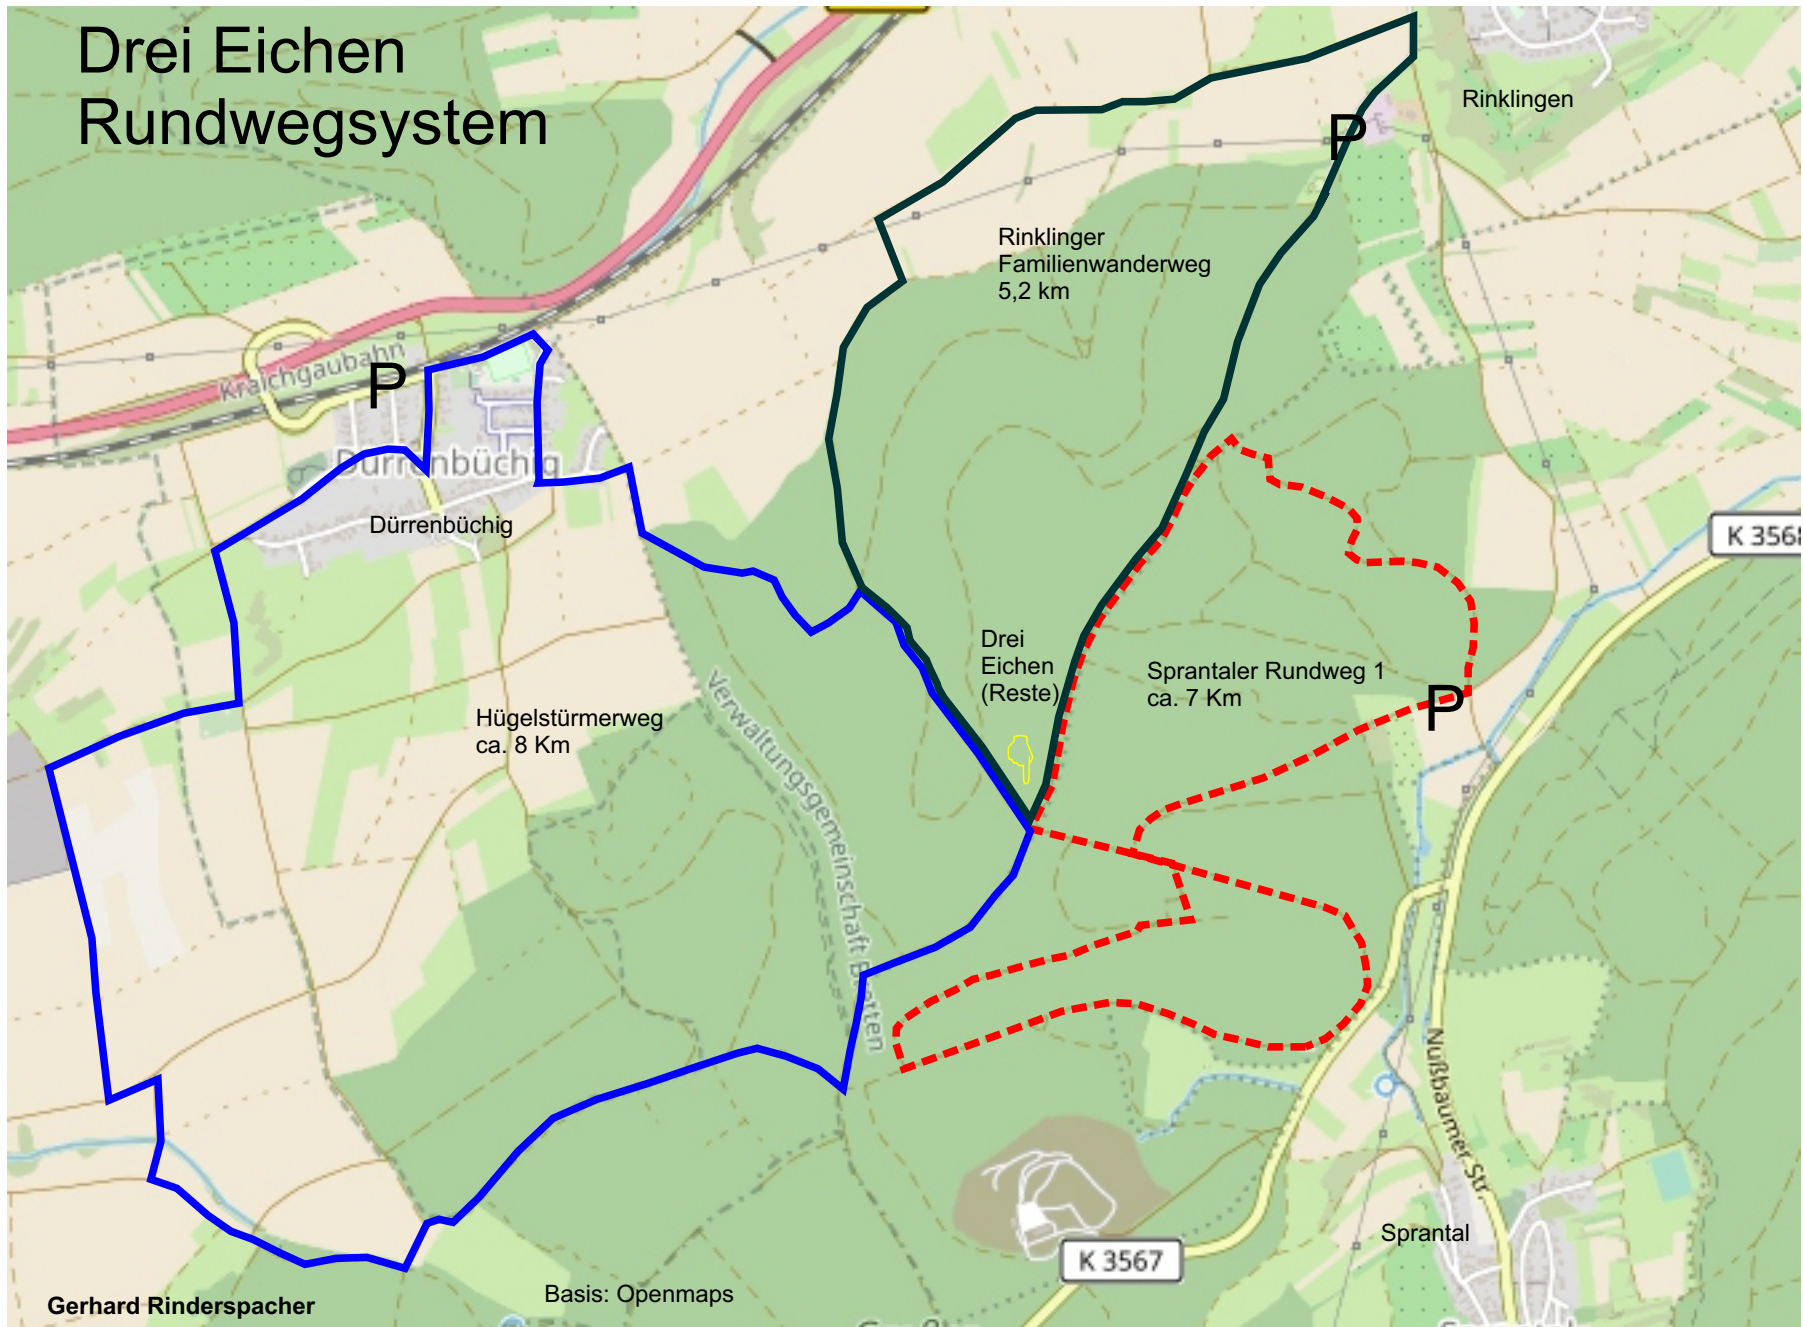 Drei Eichen
Rundwegsystem
Rinklingen
P
Rinklinger
Familienwanderweg
5,2 km
Kraichgaubahn
P
Dürrenbüchig
Dürrenbüchig
K 3568
Drei
Eichen
(Reste)
Sprantaler Rundweg 1
ca. 7 Km
P
Hügelstürmerweg
ca. 8 Km
Verwaltungsgemeinschaft Bretten
Nußbaumer Str.
Sprantal
K 3567
Basis: Openmaps
Gerhard Rinderspacher